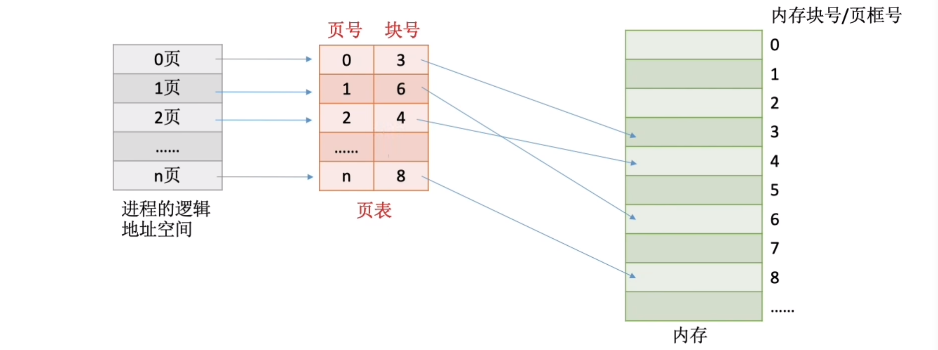 0页
1页
2页
......
n页
进程的逻辑
地址空间
页号 块号
0 3
1 6
2 4
......
n 8
页表
内存块号/页框号
0
1
2
3
4
5
6
7
8
......
内存